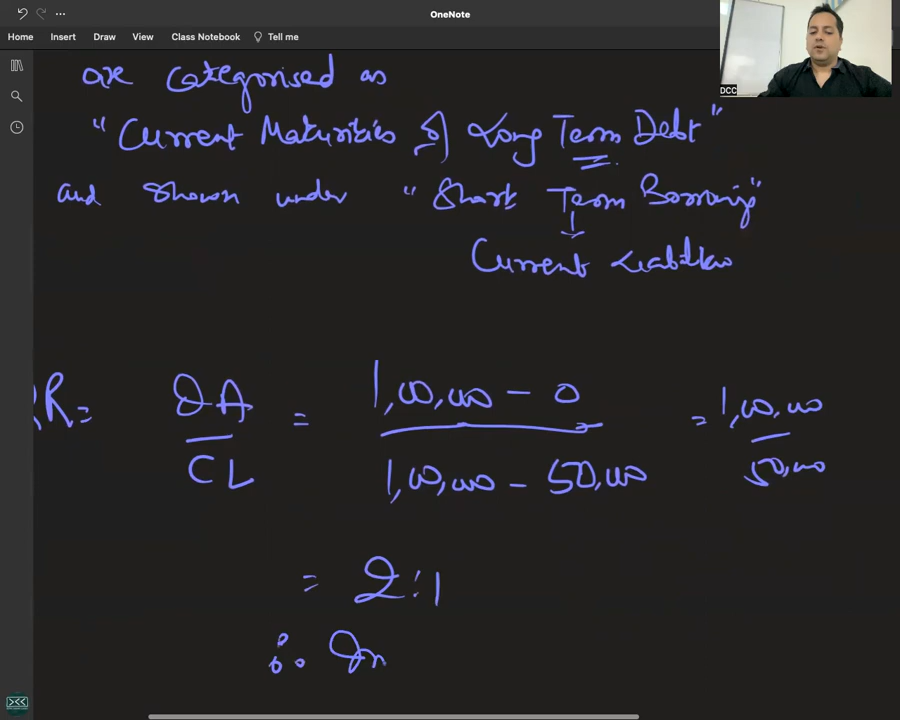 OneNote
Home Insert Draw View Class Notebook Tell me
DCC
are categorised as
"Current Maturities of Long Term Debt"
and shown under "Short Term Borrowing"
Current Liabilities
R= QA = 1,00,000 - 0 = 1,00,000
CL 1,00,000 - 50,000 50,000
= 2:1
∴ In